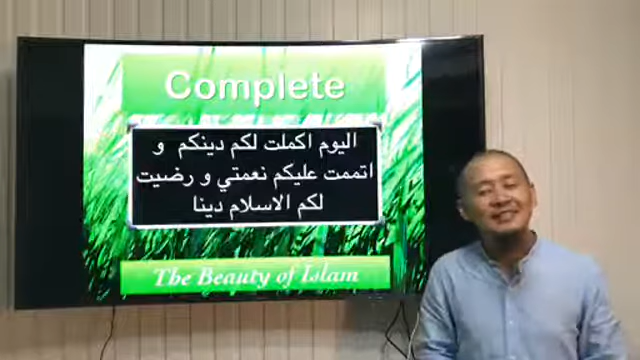 Complete
اليوم اكملت لكم دينكم و
اتممت عليكم نعمتي و رضيت
لكم الاسلام دينا
The Beauty of Islam